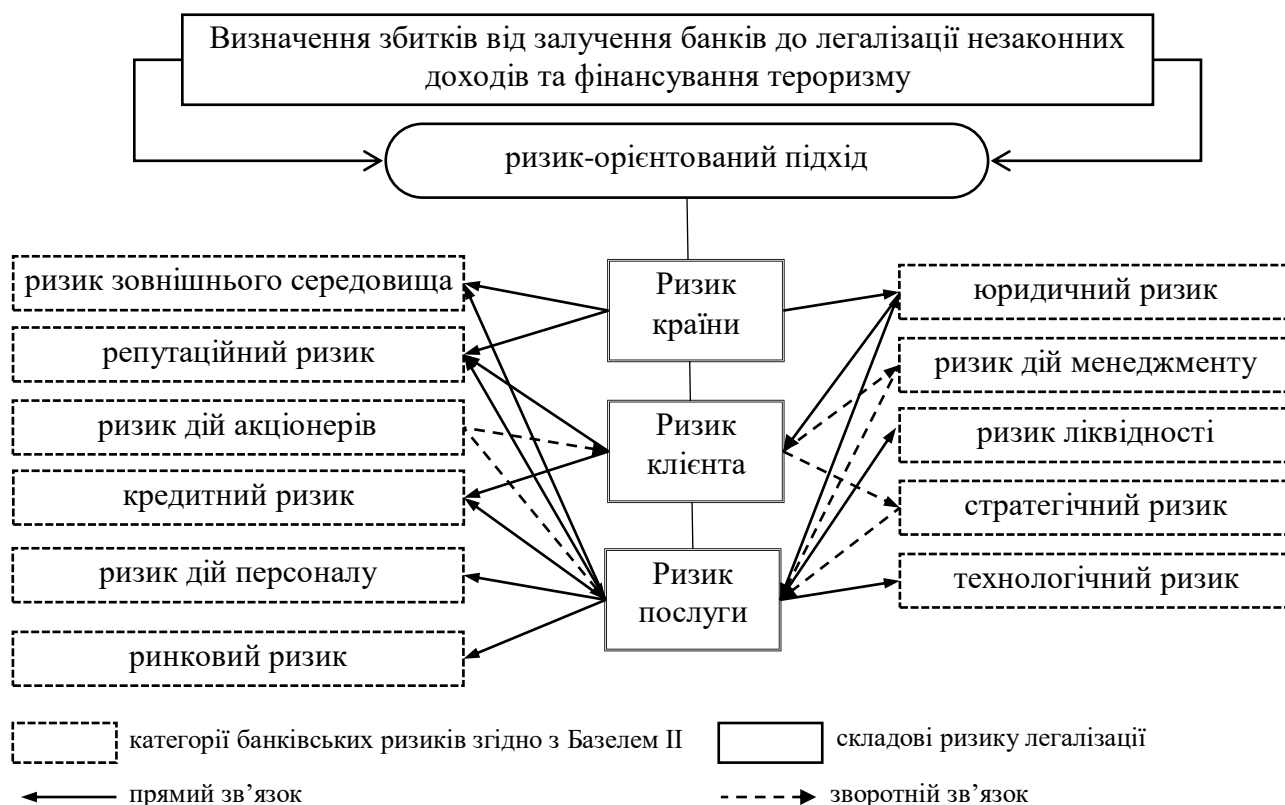 Визначення збитків від залучення банків до легалізації незаконних
доходів та фінансування тероризму
ризик-орієнтований підхід
ризик зовнішнього середовища
репутаційний ризик
ризик дій акціонерів
кредитний ризик
ризик дій персоналу
ринковий ризик
Ризик
країни
Ризик
клієнта
Ризик
послуги
юридичний ризик
ризик дій менеджменту
ризик ліквідності
стратегічний ризик
технологічний ризик
категорії банківських ризиків згідно з Базелем ІІ
складові ризику легалізації
прямий зв’язок
зворотній зв’язок